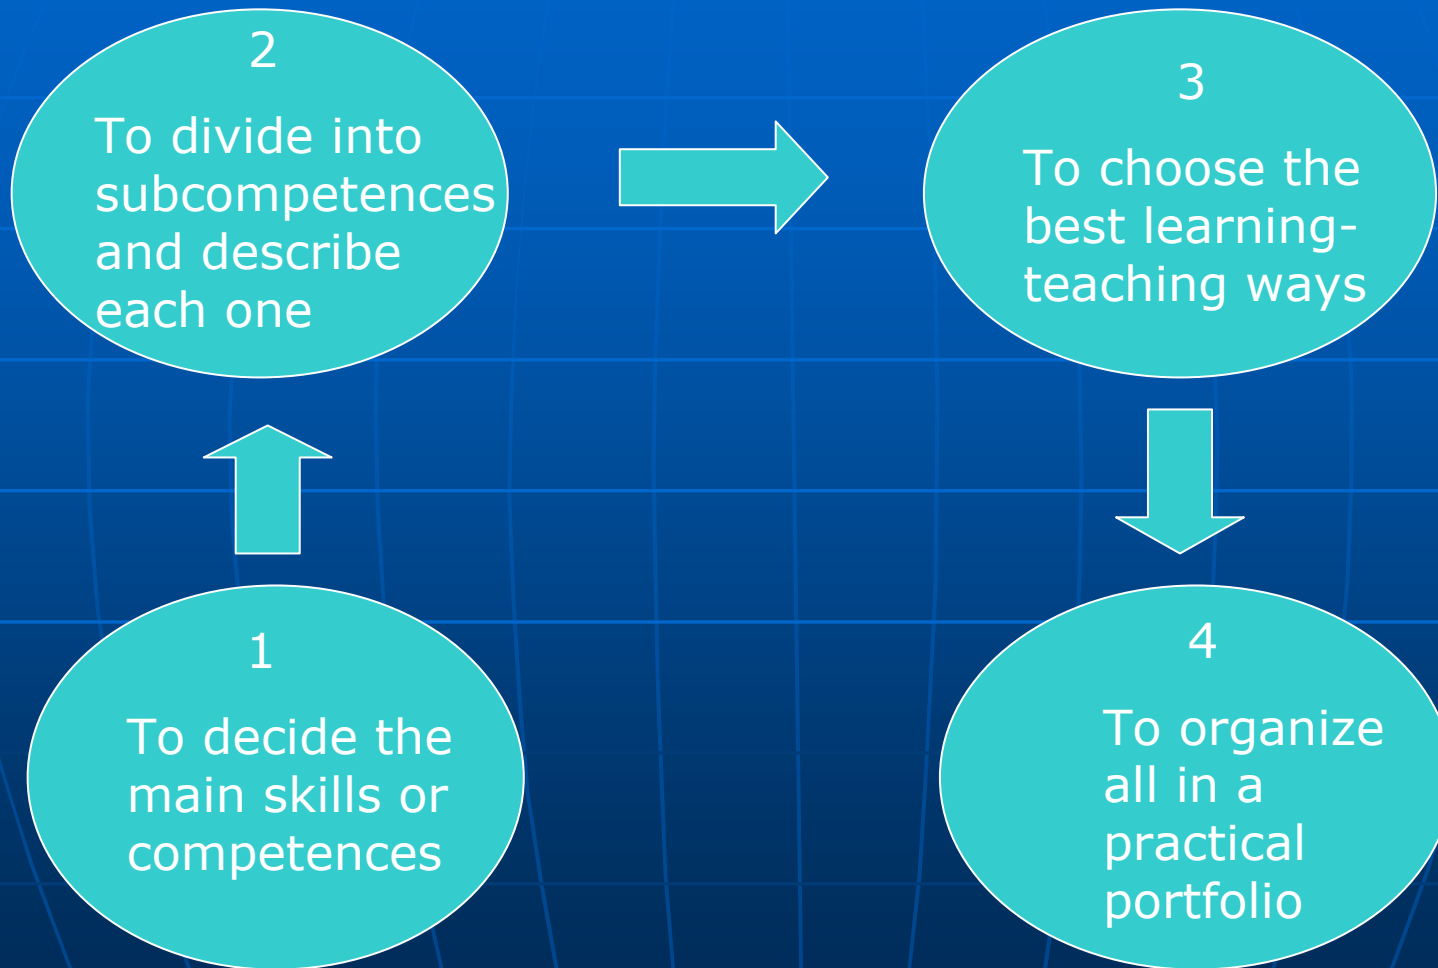 2
To divide into
subcompetences
and describe
each one
3
To choose the
best learning-
teaching ways
1
To decide the
main skills or
competences
4
To organize
all in a
practical
portfolio